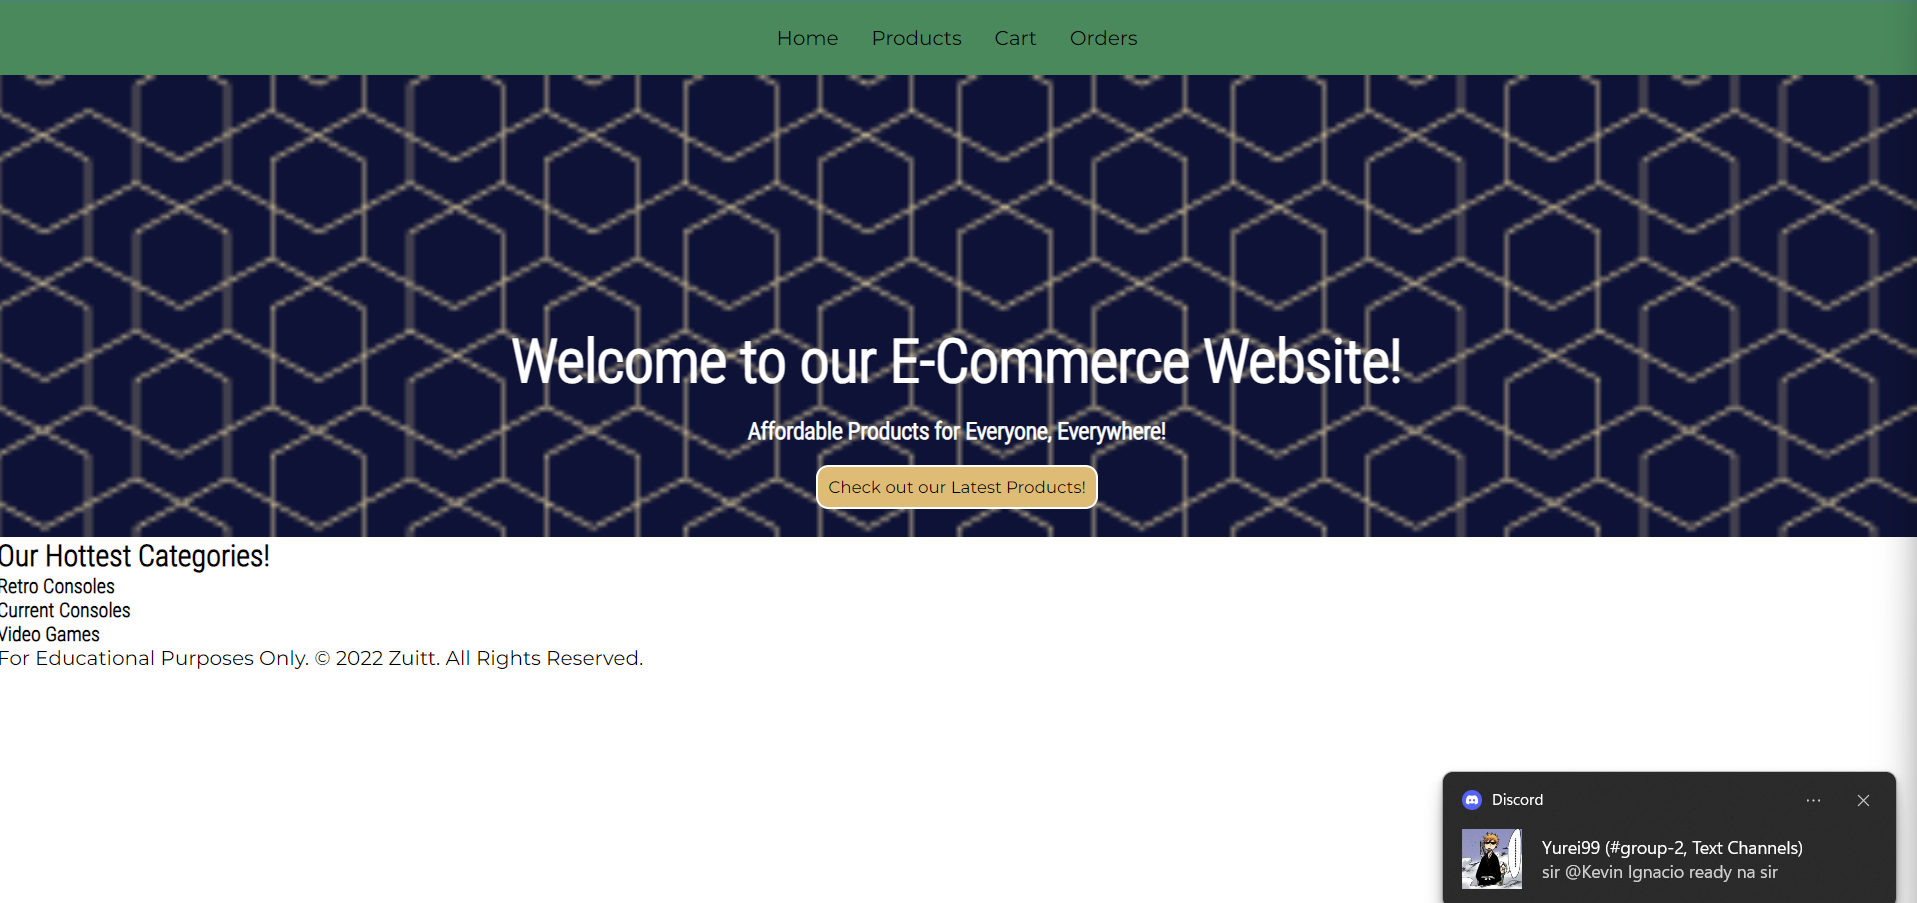 Home Products Cart Orders
Welcome to our E-Commerce Website!
Affordable Products for Everyone, Everywhere!
Check out our Latest Products!
Our Hottest Categories!
Retro Consoles
Current Consoles
Video Games
For Educational Purposes Only. © 2022 Zuitt. All Rights Reserved.
Discord
Yurei99 (#group-2, Text Channels)
sir @Kevin Ignacio ready na sir